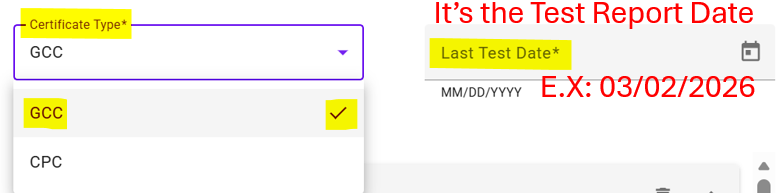 It's the Test Report Date
Certificate Type*
GCC
Last Test Date*
MM/DD/YYYY
E.X: 03/02/2026
GCC
CPC